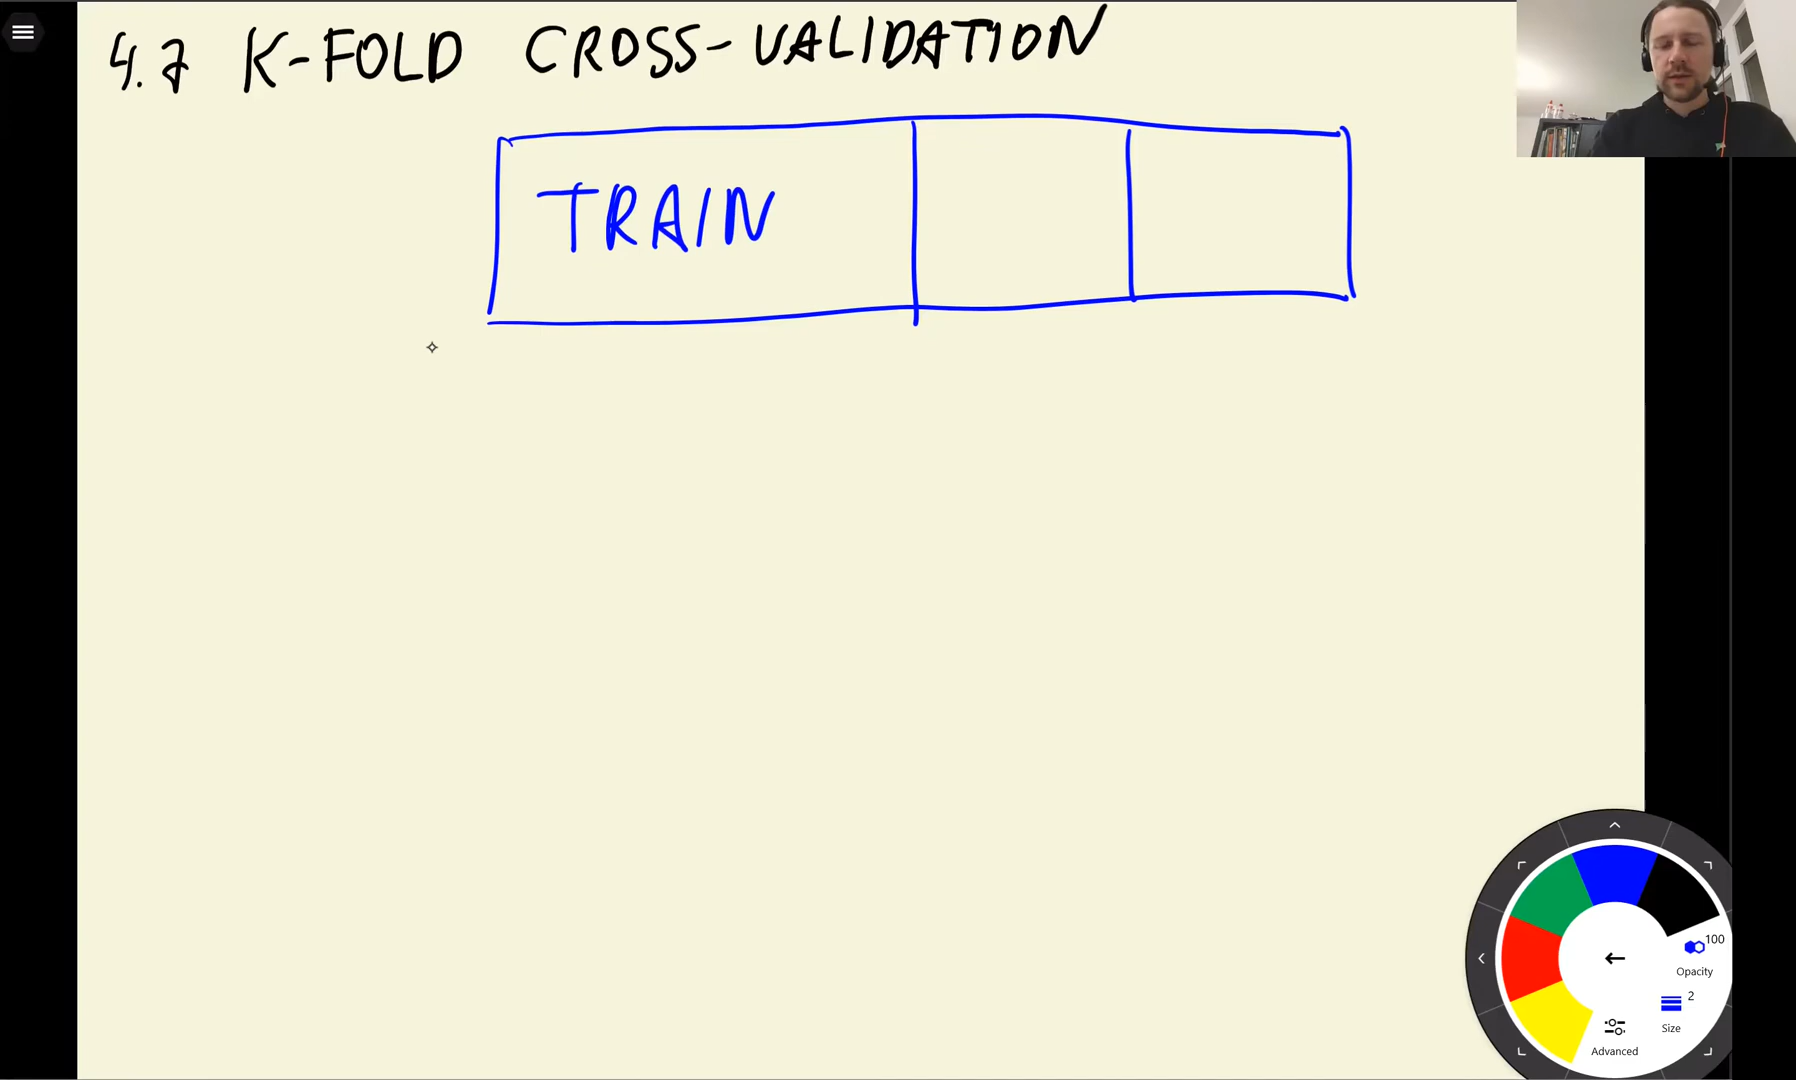 4.7 K-FOLD CROSS-VALIDATION
TRAIN
100
Opacity
2
Size
Advanced